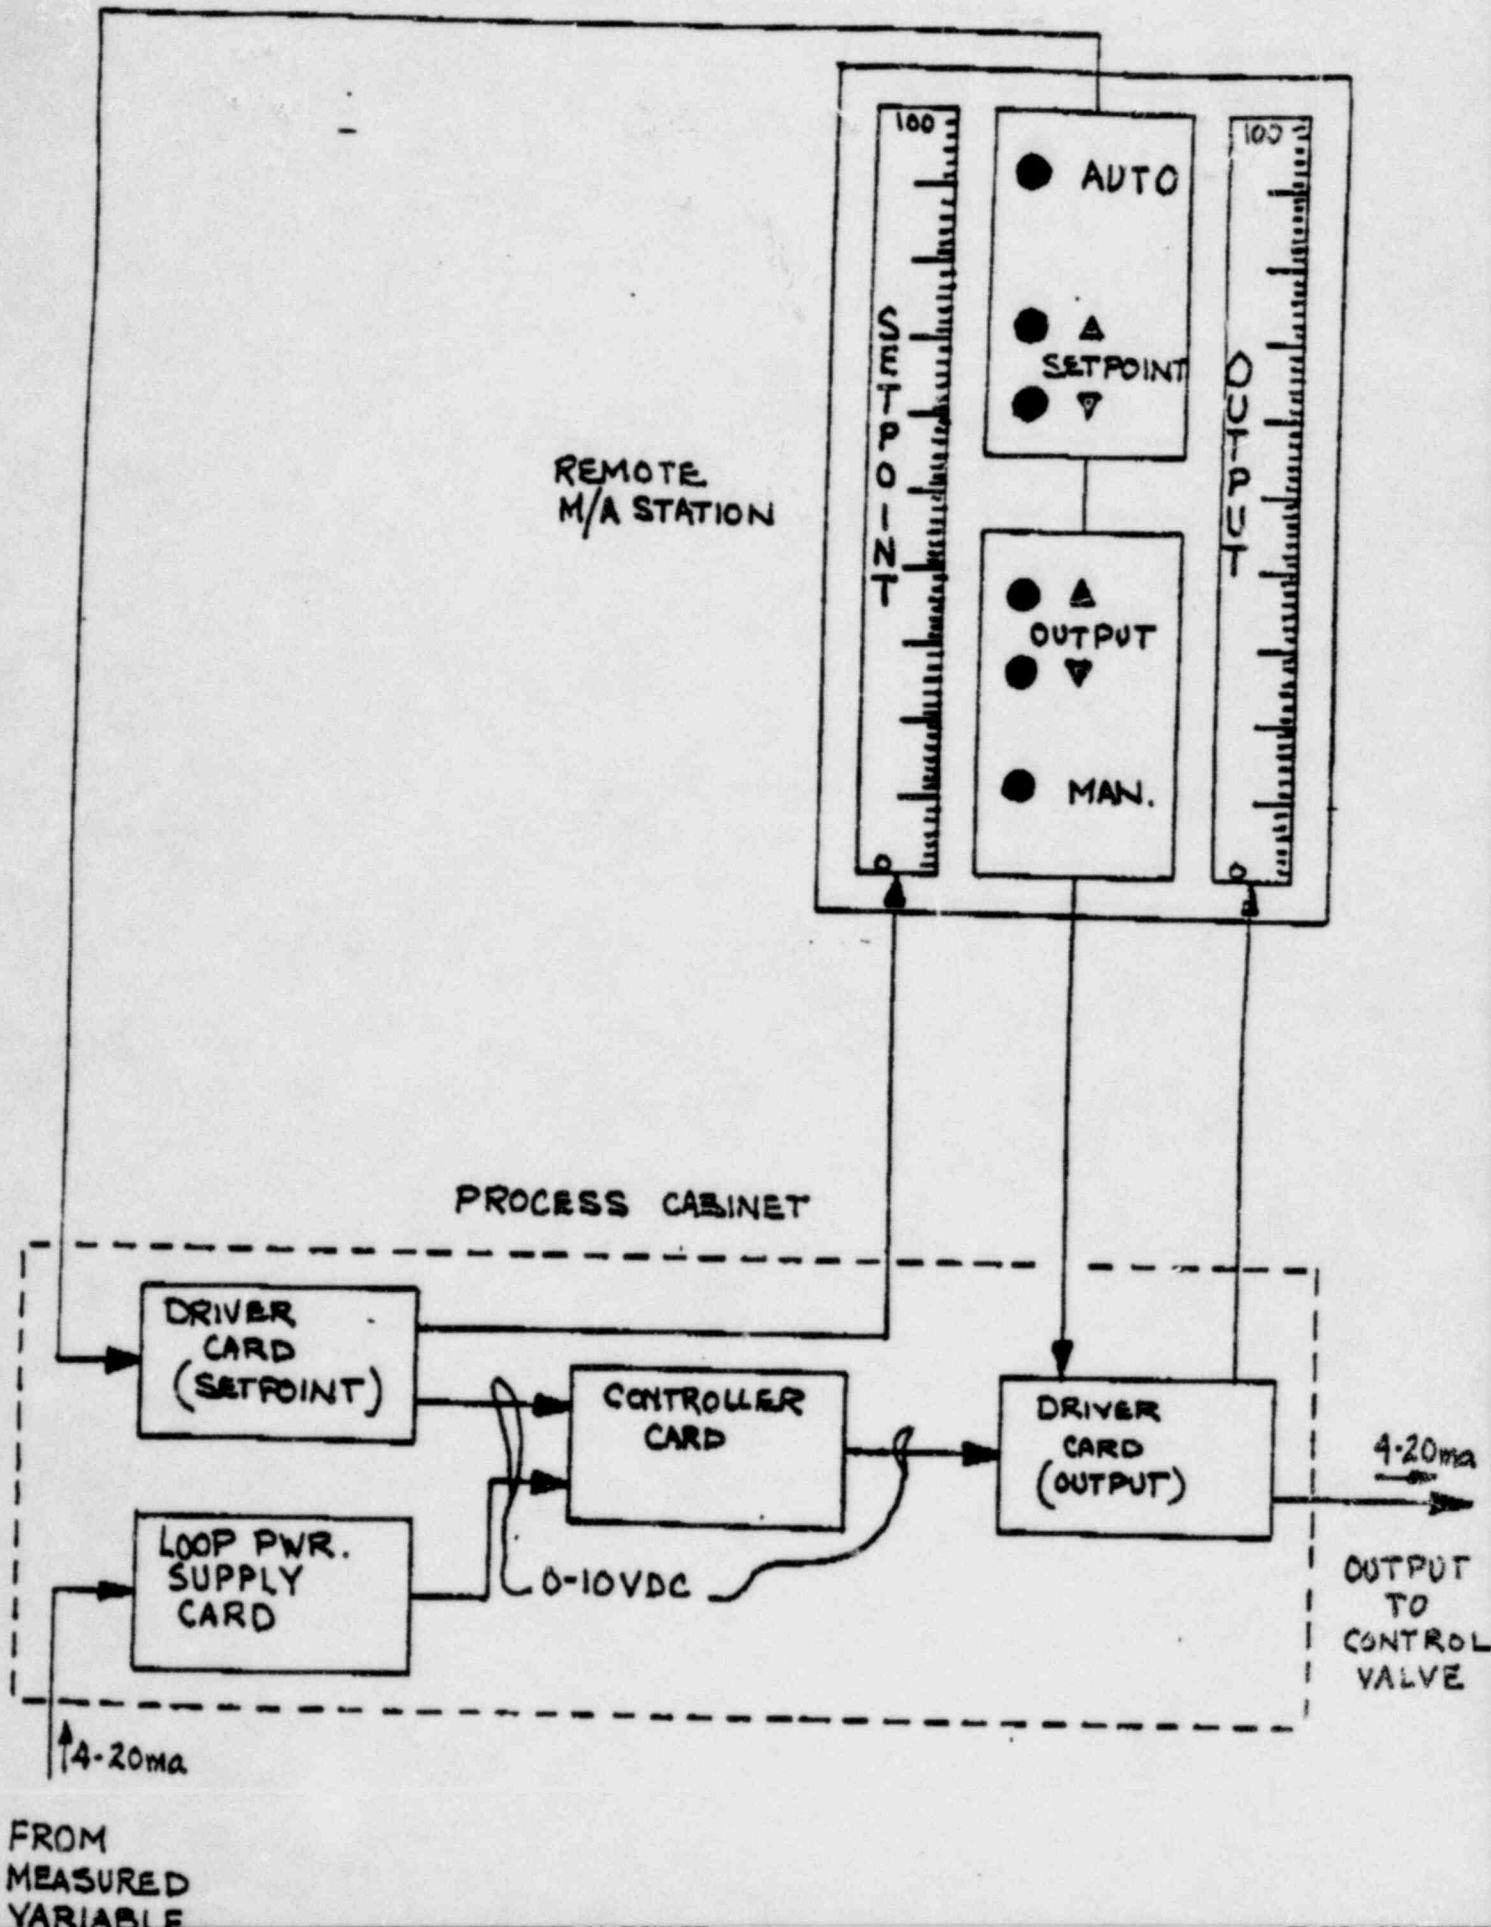 100
AUTO
▲
SETPOINT
▼
100
SETPOINT
OUTPUT
REMOTE
M/A STATION
▲
OUTPUT
▼
MAN.
0
0
PROCESS CABINET
DRIVER
CARD
(SETPOINT)
CONTROLLER
CARD
DRIVER
CARD
(OUTPUT)
4-20ma
LOOP PWR.
SUPPLY
CARD
0-10VDC
OUTPUT
TO
CONTROL
VALVE
4-20ma
FROM
MEASURED
VARIABLE